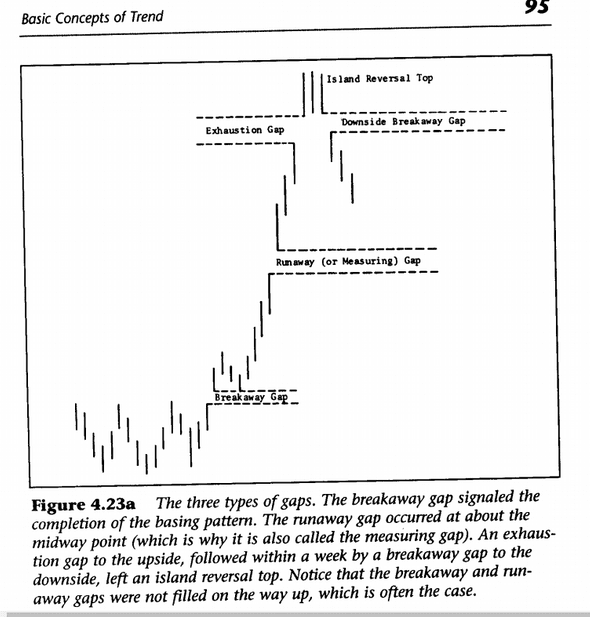 Basic Concepts of Trend
95
Island Reversal Top
Exhaustion Gap
Downside Breakaway Gap
Runaway (or Measuring) Gap
Breakaway Gap
Figure 4.23a The three types of gaps. The breakaway gap signaled the
completion of the basing pattern. The runaway gap occurred at about the
midway point (which is why it is also called the measuring gap). An exhaus-
tion gap to the upside, followed within a week by a breakaway gap to the
downside, left an island reversal top. Notice that the breakaway and run-
away gaps were not filled on the way up, which is often the case.